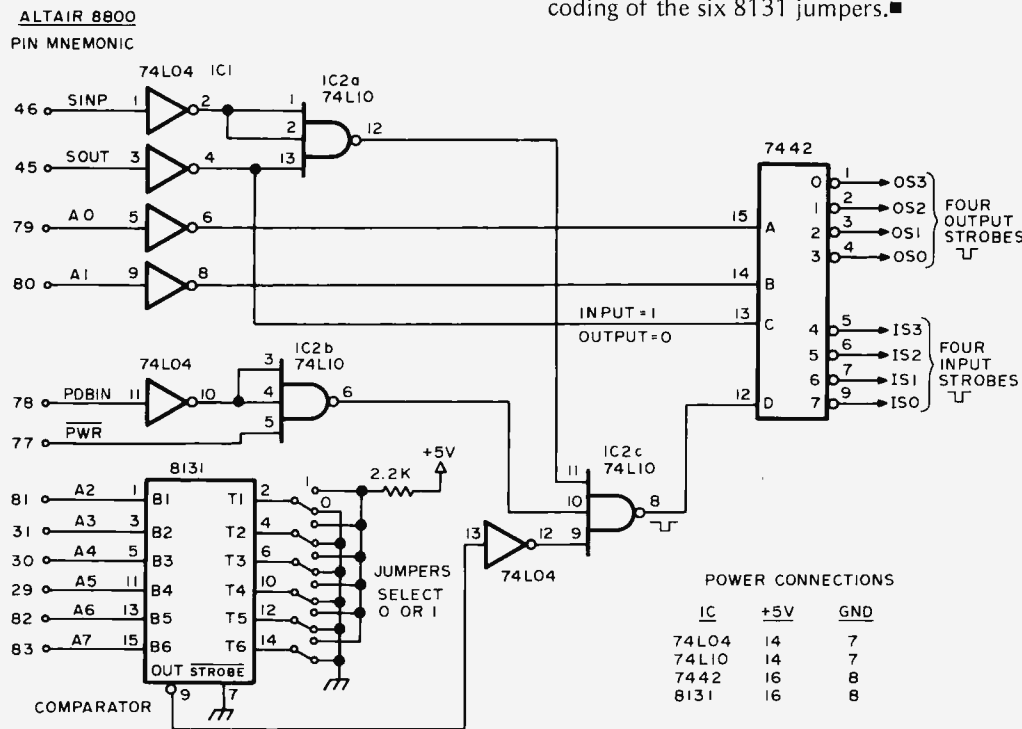 coding of the six 8131 jumpers.■
ALTAIR 8800
PIN MNEMONIC
74L04 IC1
IC2a
74L10
46 SINP 1 2 1 12
2
45 SOUT 3 4 13
7442
0 1 OS3
1 2 OS2
2 3 OS1
3 4 OS0
FOUR
OUTPUT
STROBES
79 A0 5 6 15 A
80 A1 9 8 14 B
INPUT=1 13 C
OUTPUT=0
4 5 IS3
5 6 IS2
6 7 IS1
7 9 IS0
FOUR
INPUT
STROBES
12 D
74L04
IC2b
74L10
78 PDBIN 11 10 3
4 6
77 PWR 5
+5V
2.2K
8131
81 A2 1 B1 T1 2
31 A3 3 B2 T2 4
30 A4 5 B3 T3 6
29 A5 11 B4 T4 10
82 A6 13 B5 T5 12
83 A7 15 B6 T6 14
OUT STROBE
9 7
1
0
JUMPERS
SELECT
0 OR 1
COMPARATOR
IC2c
74L10
11
10 8
13 12 9
74L04
POWER CONNECTIONS
IC +5V GND
74L04 14 7
74L10 14 7
7442 16 8
8131 16 8